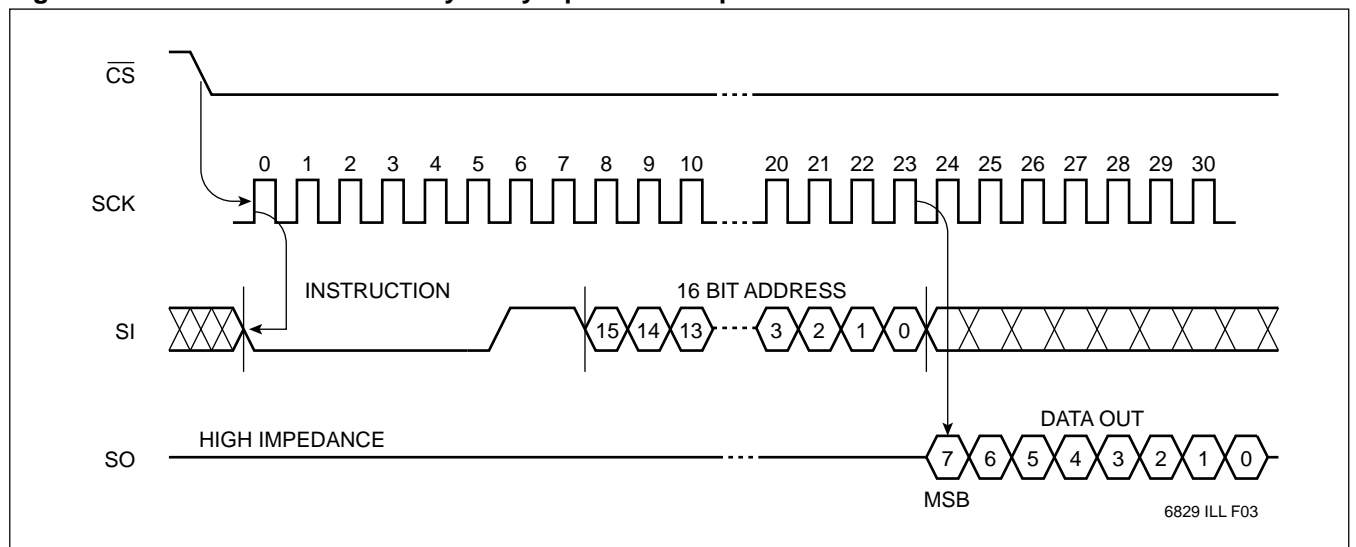 CS
0 1 2 3 4 5 6 7 8 9 10 20 21 22 23 24 25 26 27 28 29 30
SCK
INSTRUCTION 16 BIT ADDRESS
SI 15 14 13 3 2 1 0
HIGH IMPEDANCE DATA OUT
SO 7 6 5 4 3 2 1 0
MSB
6829 ILL F03